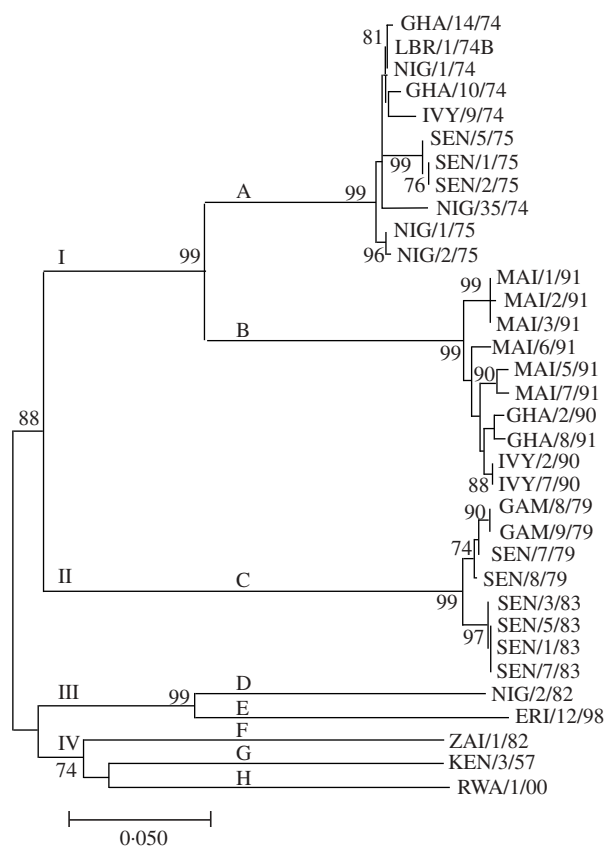 GHA/14/74
81
LBR/1/74B
NIG/1/74
GHA/10/74
IVY/9/74
SEN/5/75
99
SEN/1/75
76
SEN/2/75
A
99
NIG/35/74
NIG/1/75
96
NIG/2/75
I
99
MAI/1/91
99
MAI/2/91
MAI/3/91
B
99
MAI/6/91
90
MAI/5/91
MAI/7/91
GHA/2/90
88
GHA/8/91
IVY/2/90
88
IVY/7/90
GAM/8/79
90
GAM/9/79
74
SEN/7/79
II
C
SEN/8/79
99
SEN/3/83
SEN/5/83
97
SEN/1/83
SEN/7/83
III
99
D
NIG/2/82
E
ERI/12/98
IV
F
ZAI/1/82
74
G
KEN/3/57
H
RWA/1/00
0·050